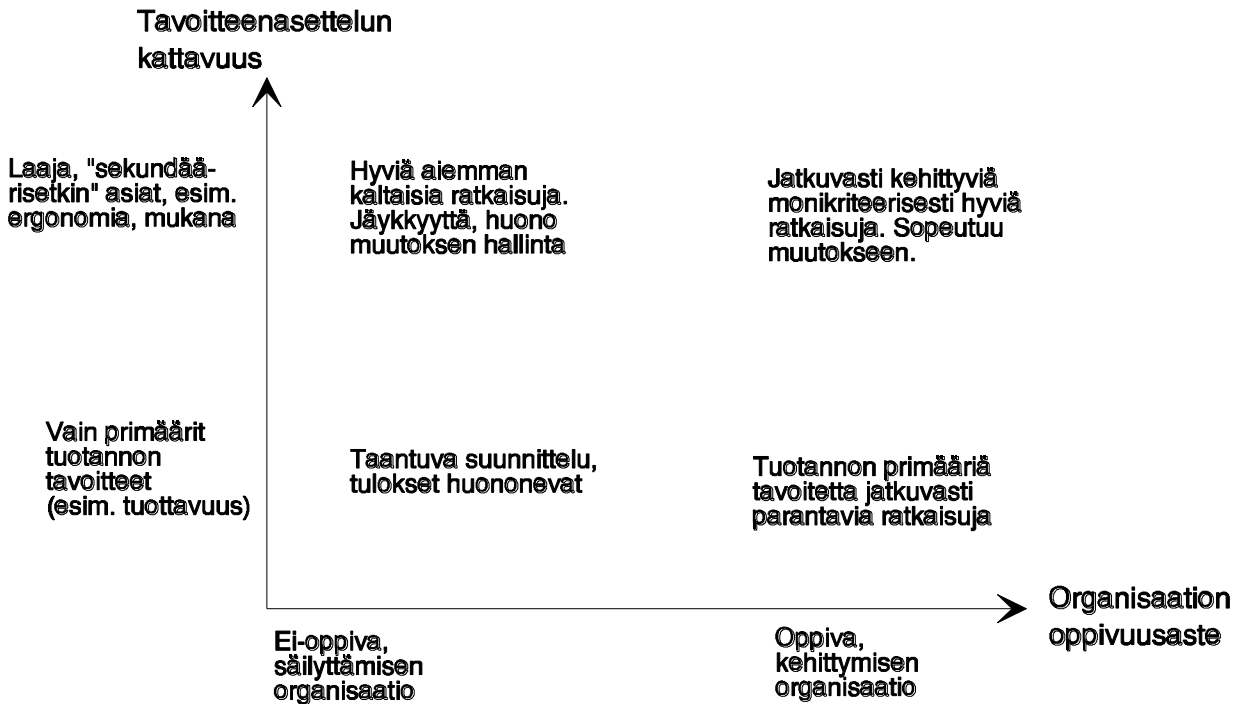 Tavoitteenasettelun
kattavuus
Laaja, "sekundää-
risetkin" asiat, esim.
ergonomia, mukana
Hyviä aiemman
kaltaisia ratkaisuja.
Jäykkyyttä, huono
muutoksen hallinta
Jatkuvasti kehittyviä
monikriteerisesti hyviä
ratkaisuja. Sopeutuu
muutokseen.
Vain primäärit
tuotannon
tavoitteet
(esim. tuottavuus)
Taantuva suunnittelu,
tulokset huononevat
Tuotannon primääriä
tavoitetta jatkuvasti
parantavia ratkaisuja
Organisaation
oppivuusaste
Ei-oppiva,
säilyttämisen
organisaatio
Oppiva,
kehittymisen
organisaatio